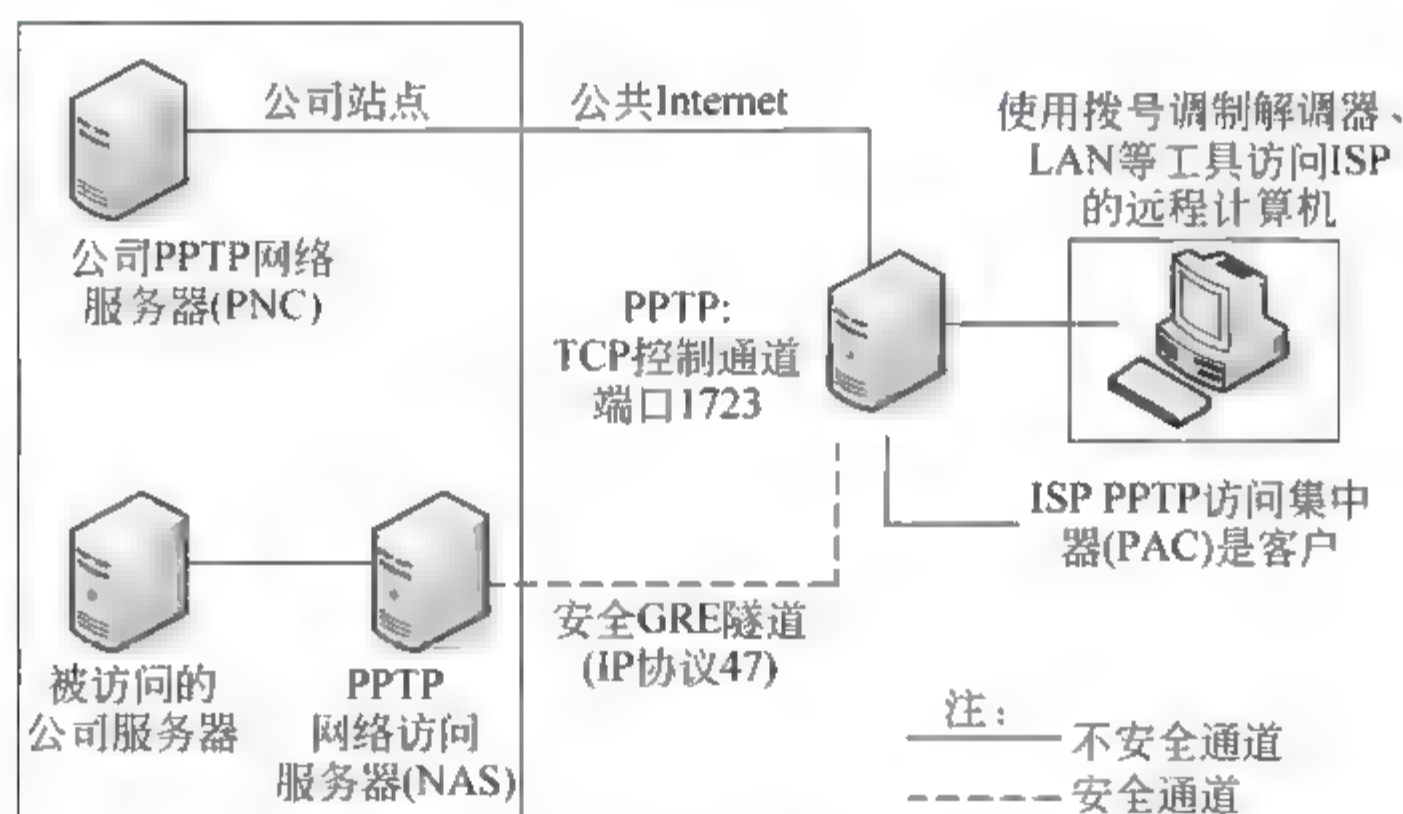 公司站点
公共Internet
使用拨号调制解调器、
LAN等工具访问ISP
的远程计算机
公司PPTP网络
服务器(PNC)
PPTP:
TCP控制通道
端口1723
ISP PPTP访问集中
器(PAC)是客户
安全GRE隧道
(IP协议47)
被访问的
公司服务器
PPTP
网络访问
服务器(NAS)
注：
不安全通道
安全通道